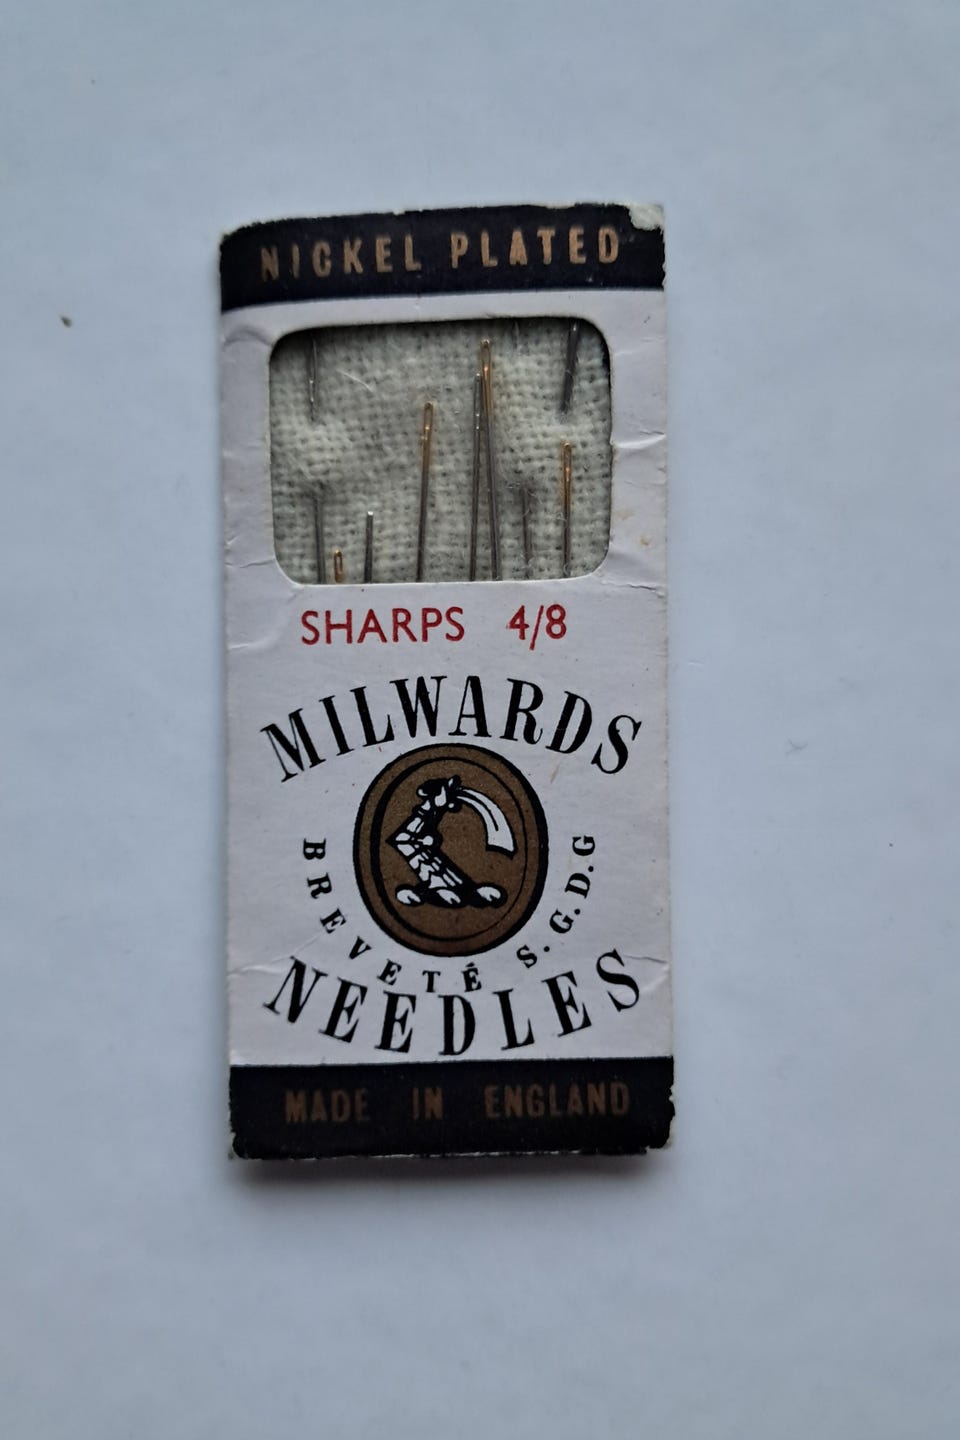 NICKEL PLATED
SHARPS 4/8
MILWARDS
BREVETÉ S.G.D.G
NEEDLES
MADE IN ENGLAND